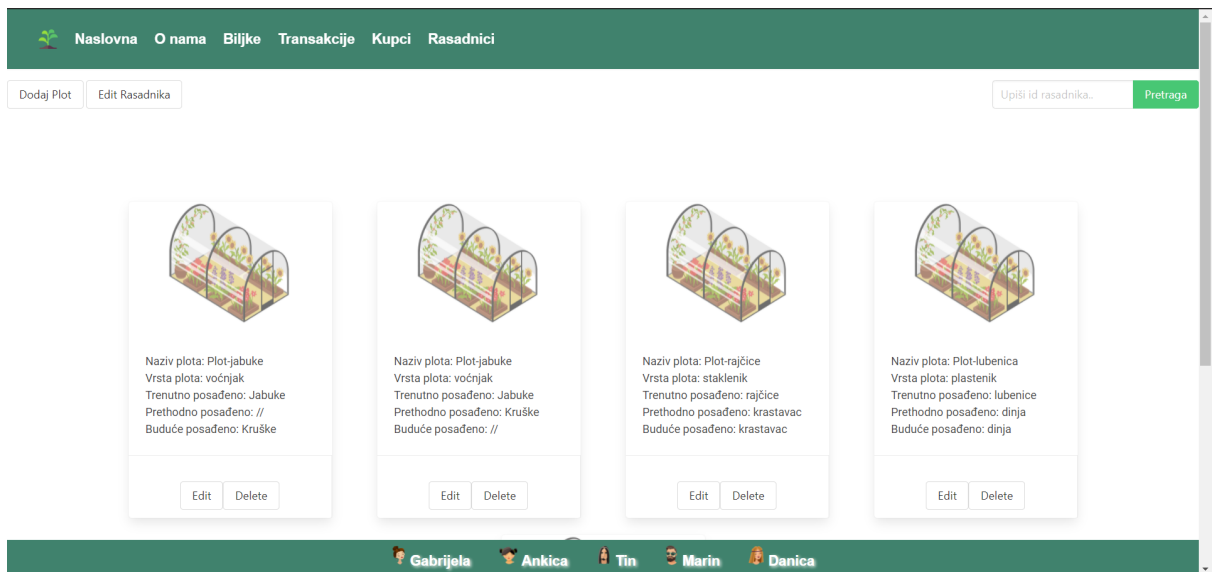 Naslovna O nama Biljke Transakcije Kupci Rasadnici
Dodaj Plot Edit Rasadnika Upiši id rasadnika.. Pretraga
Naziv plota: Plot-jabuke
Vrsta plota: voćnjak
Trenutno posađeno: Jabuke
Prethodno posađeno: //
Buduće posađeno: Kruške
Edit Delete
Naziv plota: Plot-jabuke
Vrsta plota: voćnjak
Trenutno posađeno: Jabuke
Prethodno posađeno: Kruške
Buduće posađeno: //
Edit Delete
Naziv plota: Plot-rajčice
Vrsta plota: staklenik
Trenutno posađeno: rajčice
Prethodno posađeno: krastavac
Buduće posađeno: krastavac
Edit Delete
Naziv plota: Plot-lubenica
Vrsta plota: plastenik
Trenutno posađeno: lubenice
Prethodno posađeno: dinja
Buduće posađeno: dinja
Edit Delete
Gabrijela Ankica Tin Marin Danica